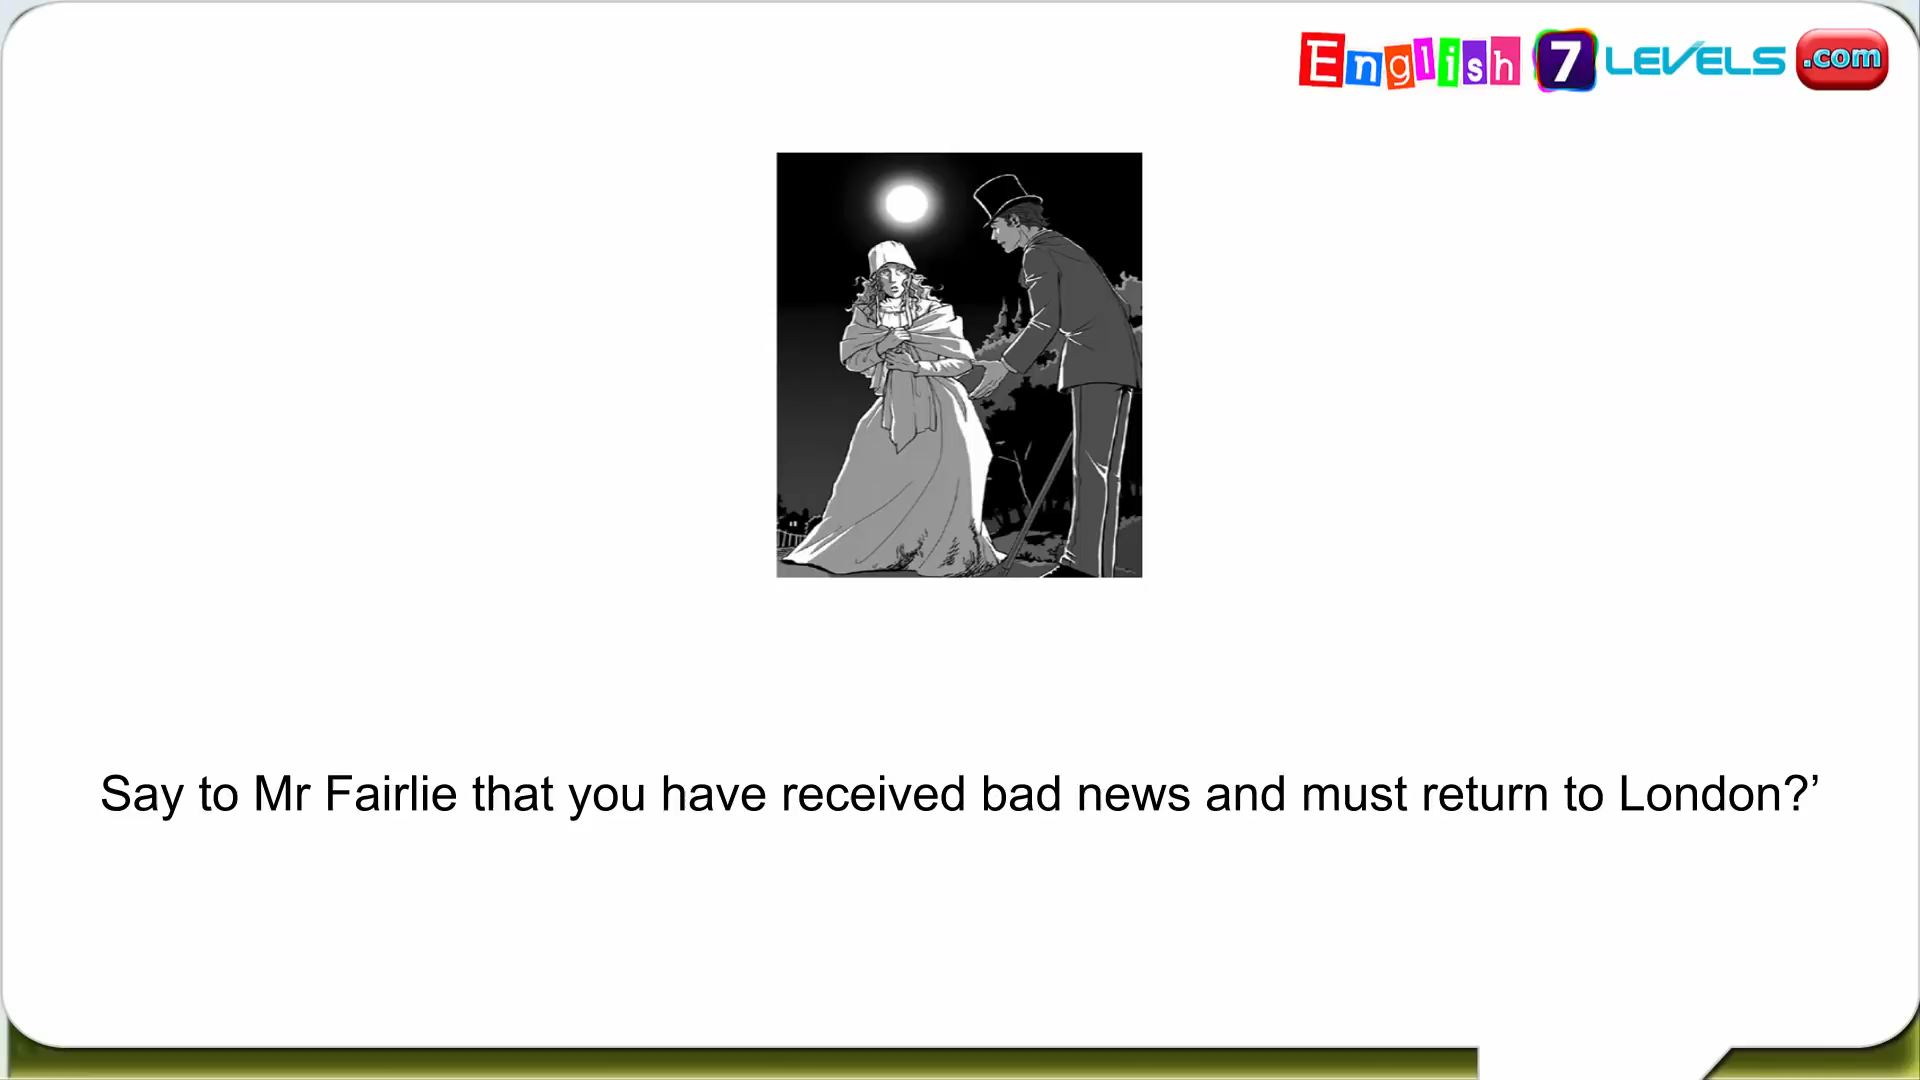 English 7 LEVELS .com
Say to Mr Fairlie that you have received bad news and must return to London?’